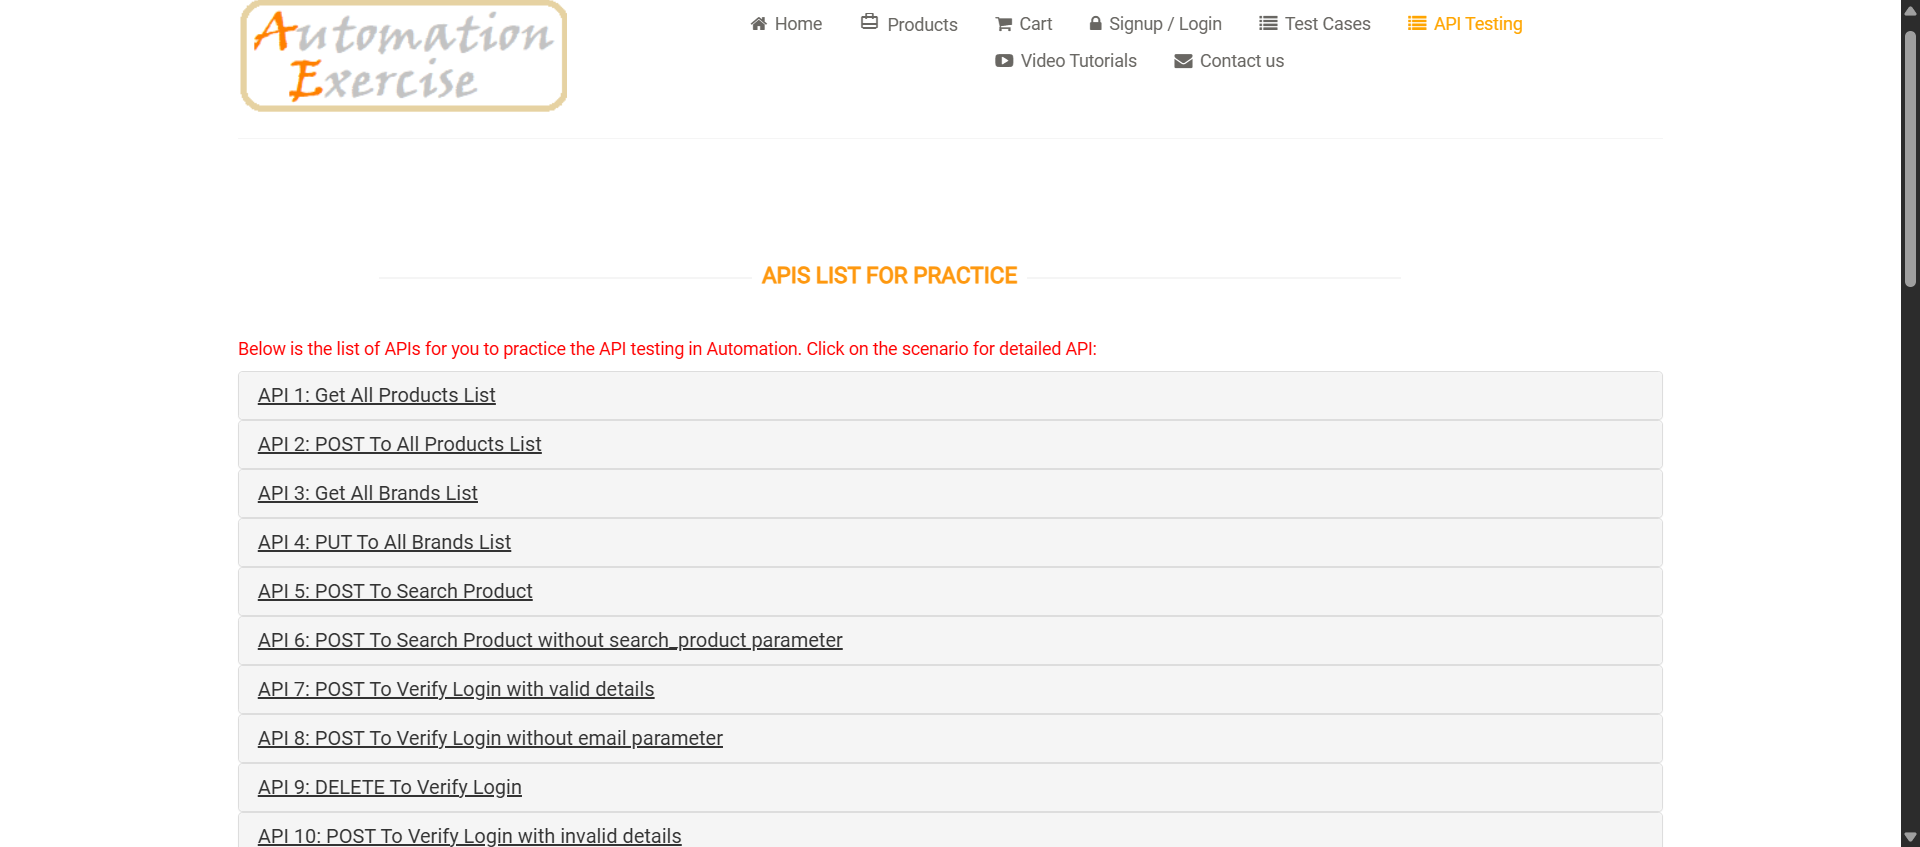 Automation
Exercise
Home Products Cart Signup / Login Test Cases API Testing
Video Tutorials Contact us
APIS LIST FOR PRACTICE
Below is the list of APIs for you to practice the API testing in Automation. Click on the scenario for detailed API:
API 1: Get All Products List
API 2: POST To All Products List
API 3: Get All Brands List
API 4: PUT To All Brands List
API 5: POST To Search Product
API 6: POST To Search Product without search_product parameter
API 7: POST To Verify Login with valid details
API 8: POST To Verify Login without email parameter
API 9: DELETE To Verify Login
API 10: POST To Verify Login with invalid details